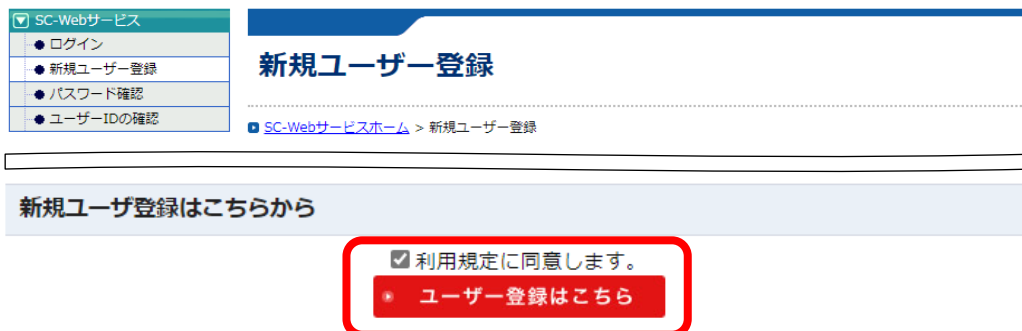 SC-Webサービス
ログイン
新規ユーザー登録
パスワード確認
ユーザーIDの確認
新規ユーザー登録
SC-Webサービスホーム > 新規ユーザー登録
新規ユーザ登録はこちらから
利用規定に同意します。
ユーザー登録はこちら